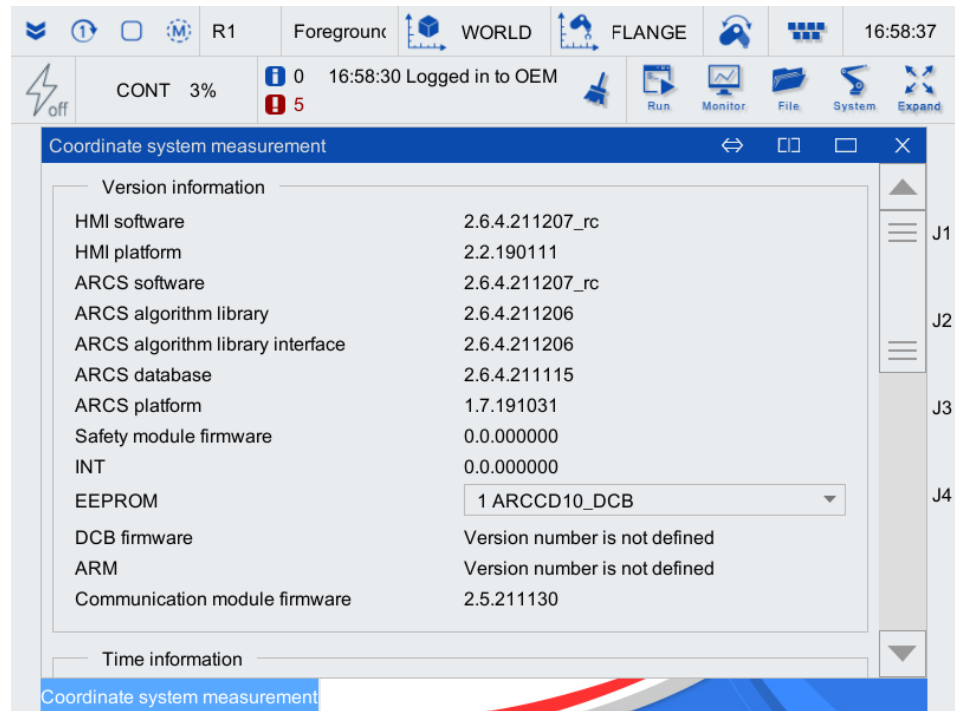 R1 Foregrounc WORLD FLANGE 16:58:37
off CONT 3% 0 16:58:30 Logged in to OEM
5
Run Monitor File System Expand
Coordinate system measurement
Version information
HMI software 2.6.4.211207_rc
HMI platform 2.2.190111
ARCS software 2.6.4.211207_rc
ARCS algorithm library 2.6.4.211206
ARCS algorithm library interface 2.6.4.211206
ARCS database 2.6.4.211115
ARCS platform 1.7.191031
Safety module firmware 0.0.000000
INT 0.0.000000
EEPROM 1 ARCCD10_DCB
DCB firmware Version number is not defined
ARM Version number is not defined
Communication module firmware 2.5.211130
Time information
J1
J2
J3
J4
Coordinate system measurement